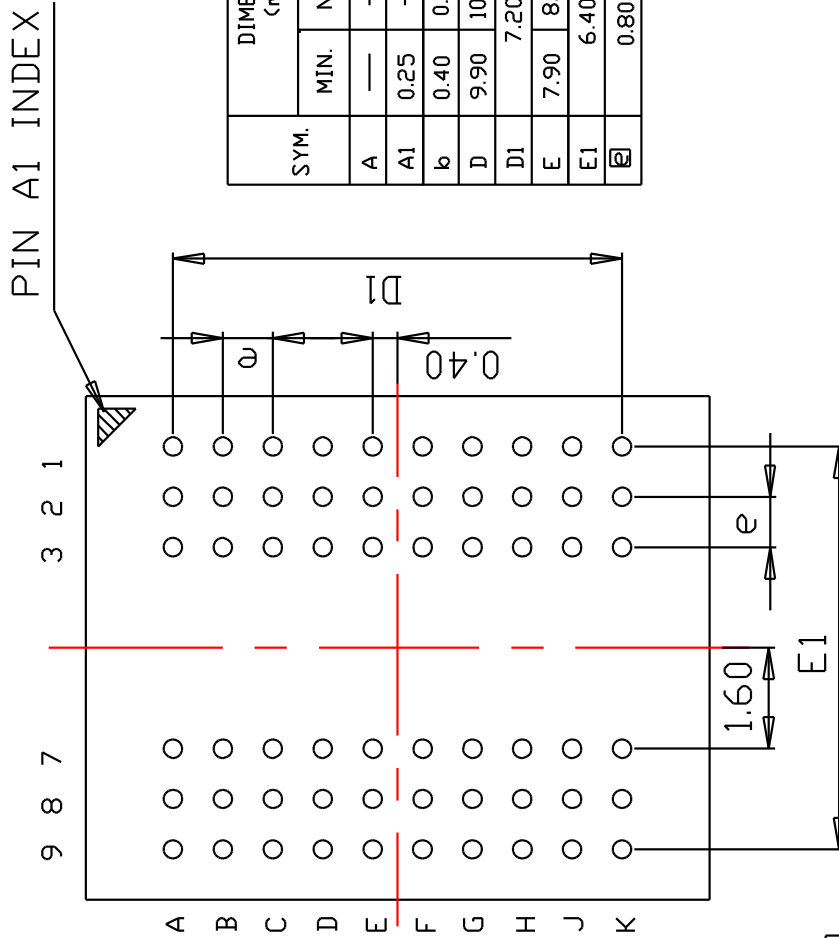 PIN A1 INDEX
SYM.
MIN.
A —
A1 0.25
b 0.40
D 9.90
D1 7.20
E 7.90
E1 6.40
e 0.80
D1
e
0.40
1 2 3 7 8 9
A B C D E F G H J K
e
1.60
E1